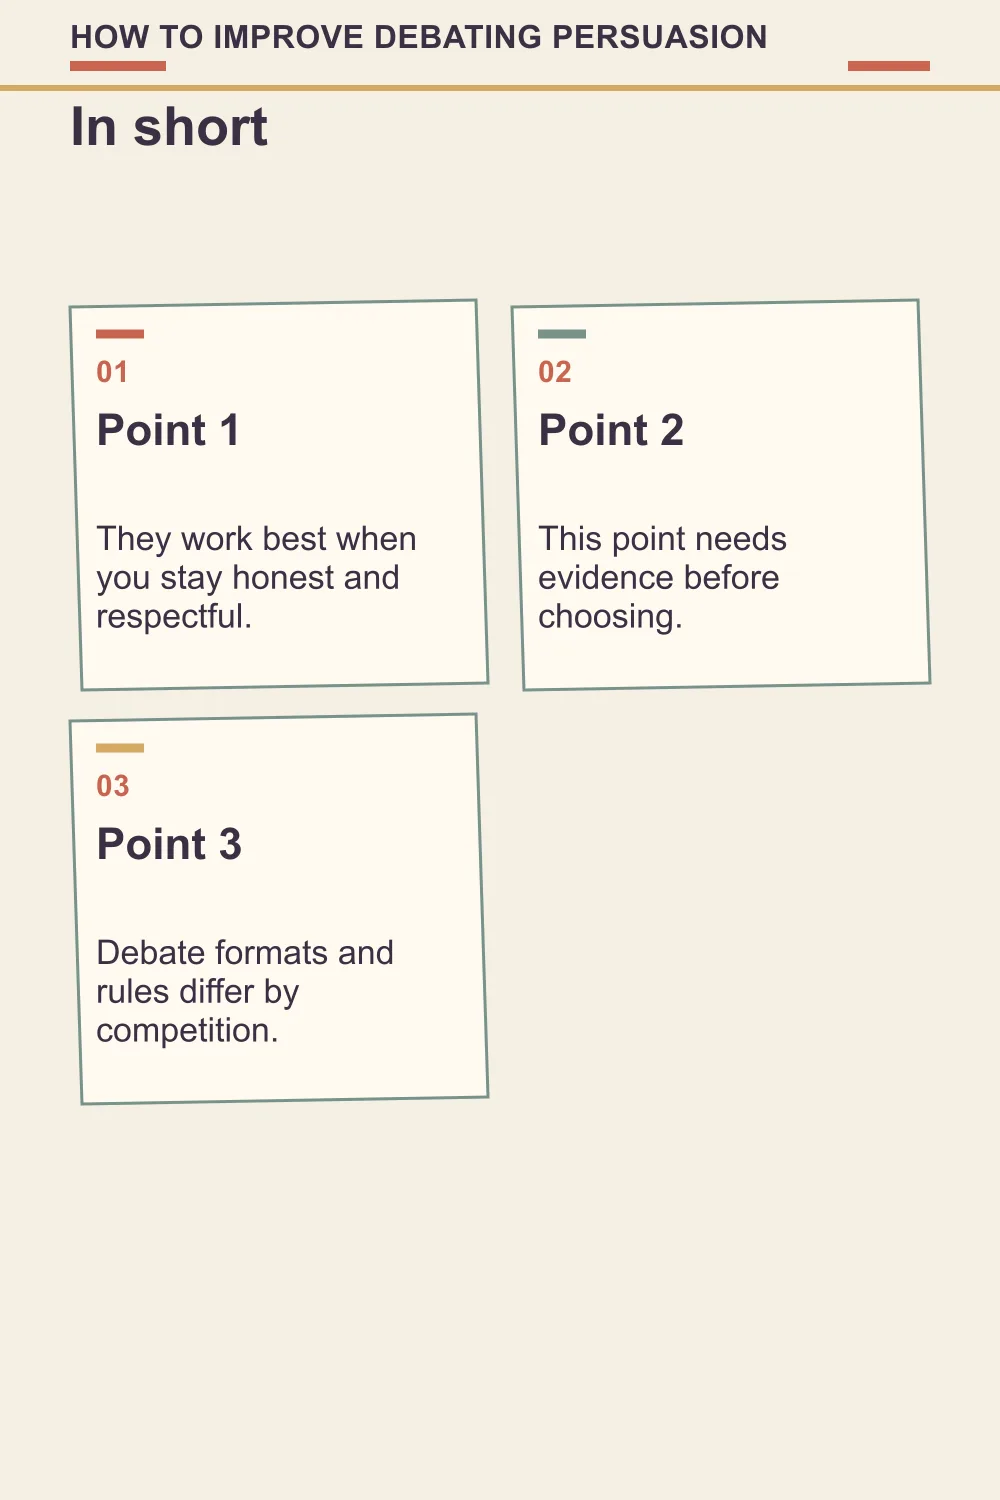 HOW TO IMPROVE DEBATING PERSUASION
In short
01
Point 1
They work best when
you stay honest and
respectful.
02
Point 2
This point needs
evidence before
choosing.
03
Point 3
Debate formats and
rules differ by
competition.